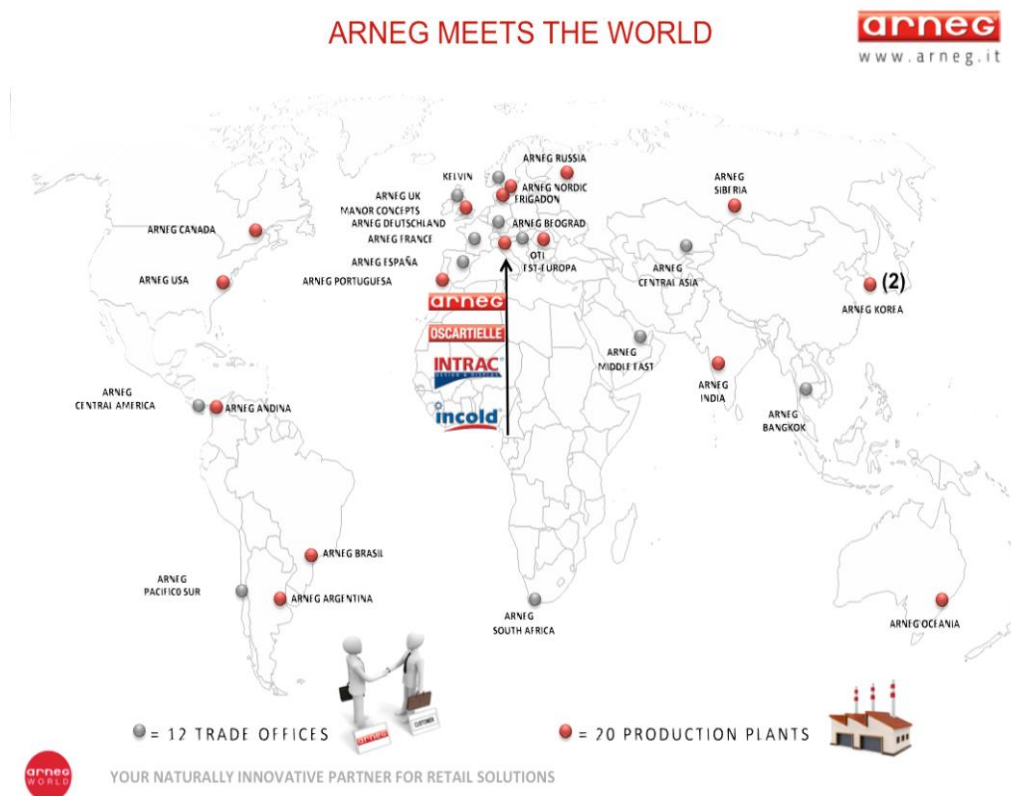 ARNEG MEETS THE WORLD
arneg
www.arneg.it
ARNEG RUSSIA
KELVIN
ARNEG NORDIC
FRIGADON
ARNEG
SIBERIA
ARNEG UK
MANOR CONCEPTS
ARNEG DEUTSCHLAND
ARNEG BEOGRAD
ARNEG CANADA
ARNEG FRANCE
OTI
EST-EUROPA
ARNEG ESPAÑA
ARNEG
CENTRAL ASIA
ARNEG USA
ARNEG PORTUGUESA
(2)
ARNEG KOREA
arneg
OSCARTIELLE
INTRAC
DESIGN & DISPLAY
incold
ARNEG
MIDDLE EAST
ARNEG
INDIA
ARNEG
BANGKOK
ARNEG
CENTRAL AMERICA
ARNEG ANDINA
ARNEG BRASIL
ARNEG
PACIFICO SUR
ARNEG ARGENTINA
ARNEG
SOUTH AFRICA
ARNEG OCEANIA
arneg
CUSTOMER
= 12 TRADE OFFICES
= 20 PRODUCTION PLANTS
arneg
WORLD
YOUR NATURALLY INNOVATIVE PARTNER FOR RETAIL SOLUTIONS